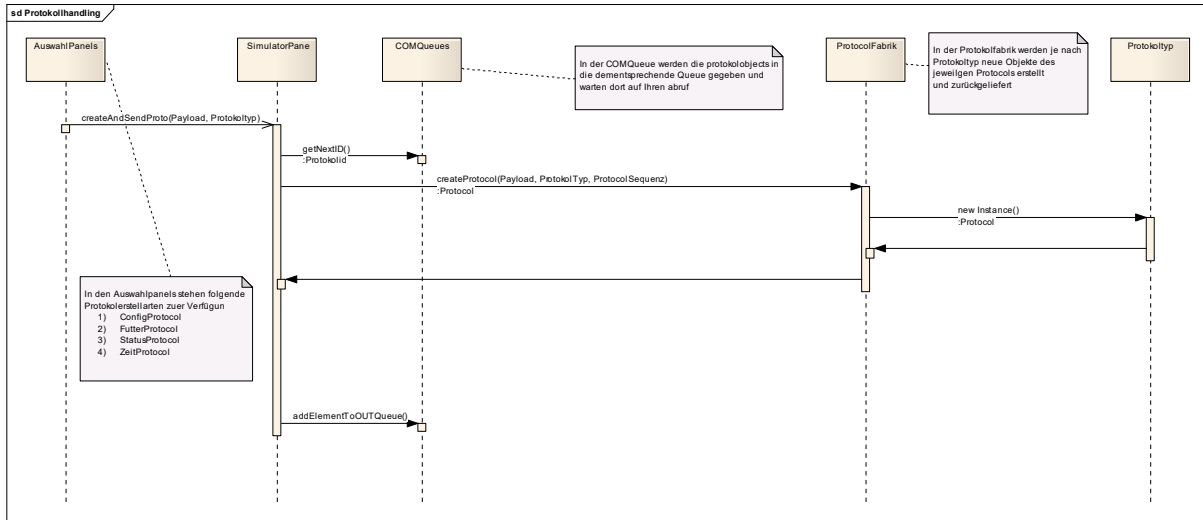 sd Protokollhandling
AuswahlPanels
SimulatorPane
COMQueues
ProtocolFabrik
Protokoltyp
In der COMQueue werden die protokolobjects in
die dementsprechende Queue gegeben und
warten dort auf Ihren abruf
In der Protokolfabrik werden je nach
Protokoltyp neue Objekte des
jeweilgen Protocols erstellt
und zurückgeliefert
createAndSendProto(Payload, Protokoltyp)
getNextID()
:Protokolid
createProtocol(Payload, ProtokolTyp, ProtocolSequenz)
:Protocol
new Instance()
:Protocol
In den Auswahlpanels stehen folgende
Protokolerstellarten zuer Verfügun
1) ConfigProtocol
2) FutterProtocol
3) StatusProtocol
4) ZeitProtocol
addElementToOUTQueue()